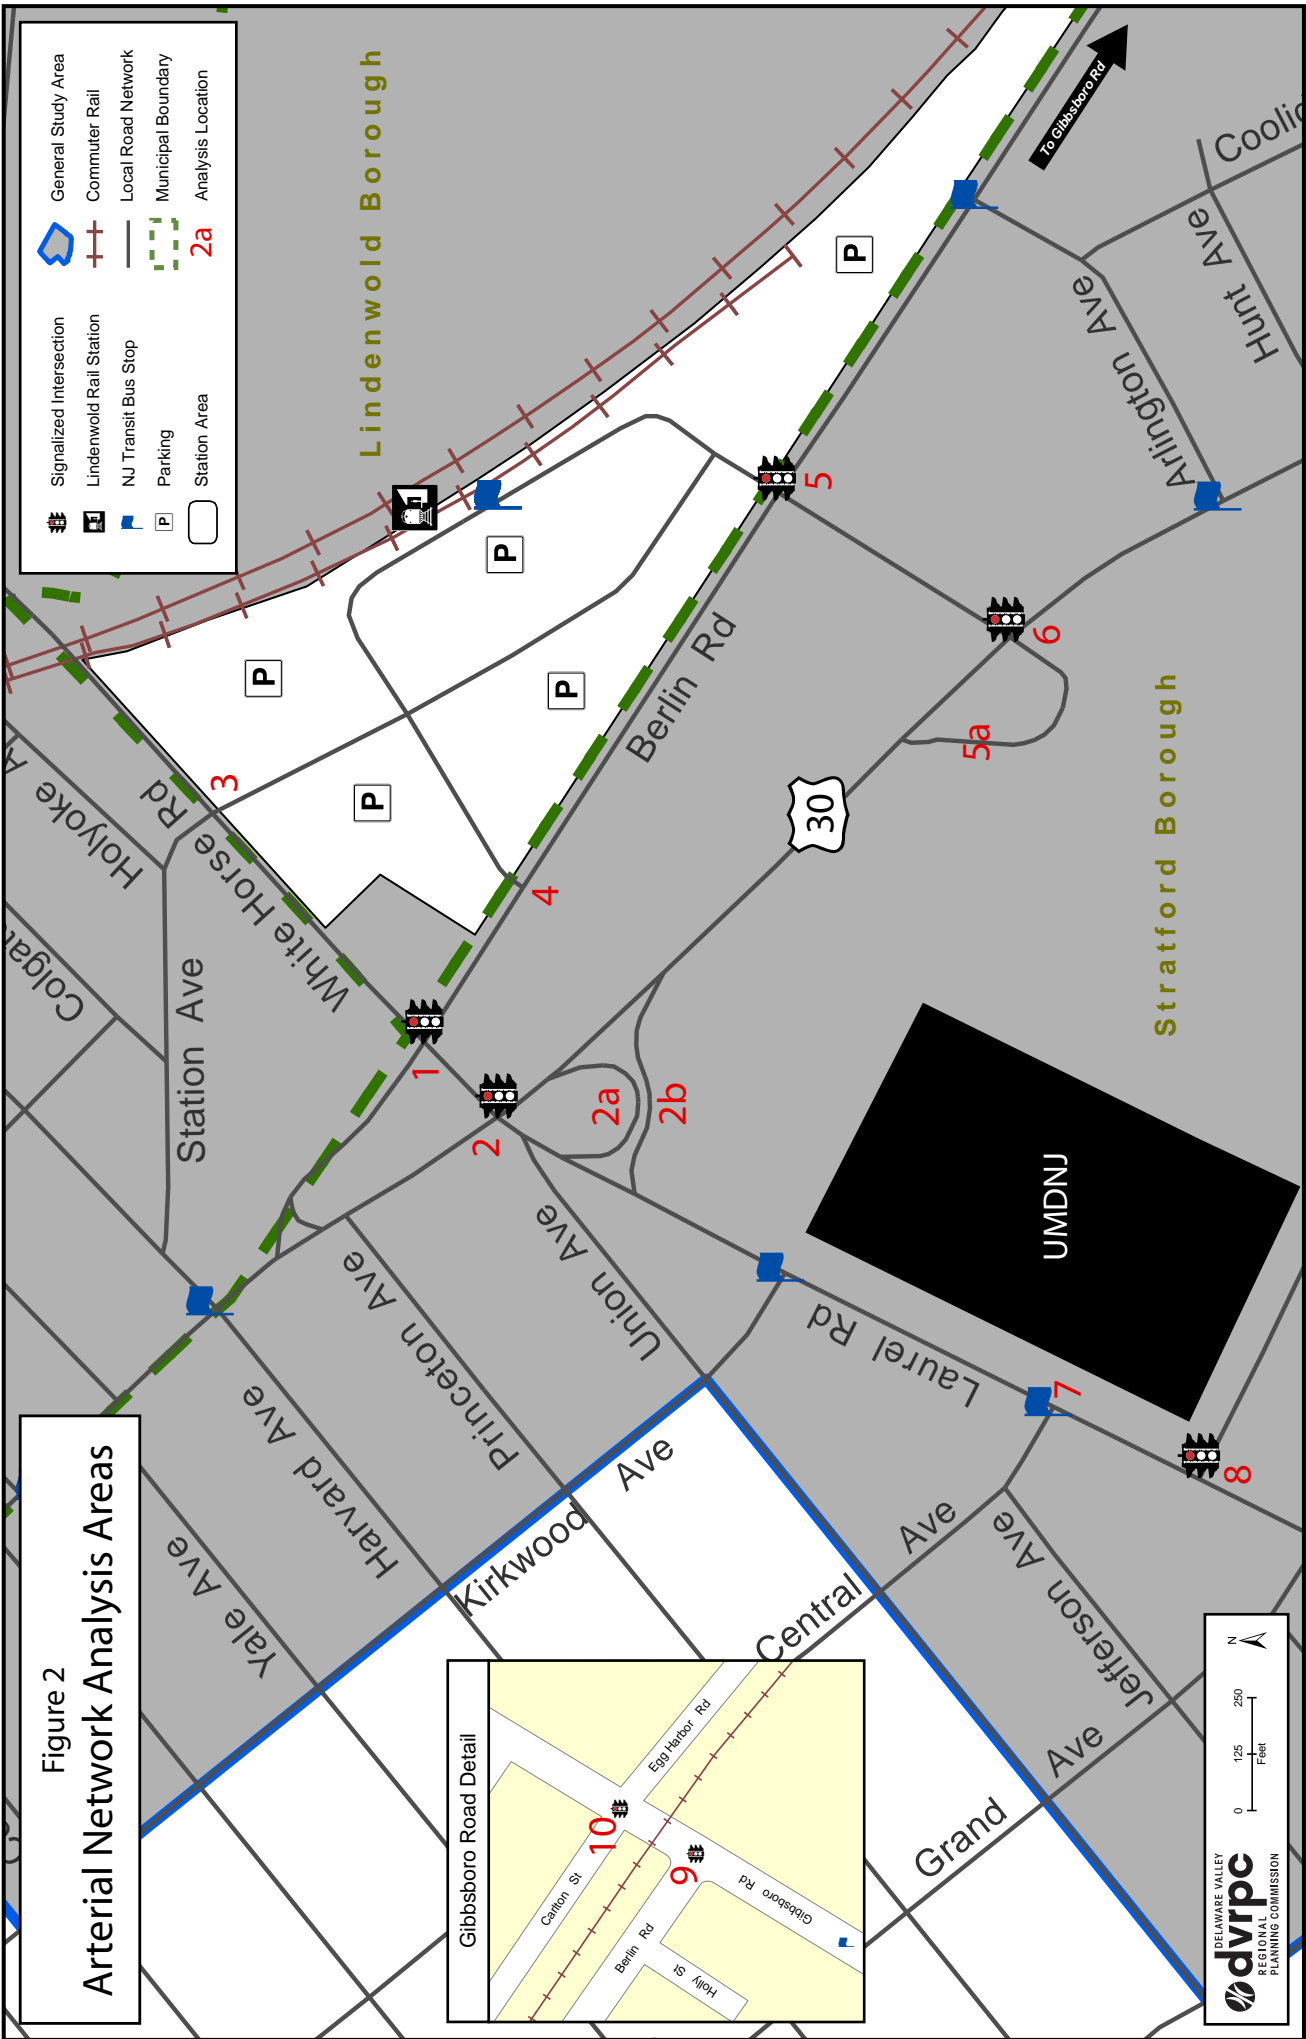 Figure 2
Arterial Network Analysis Areas
Signalized Intersection
Lindenwold Rail Station
NJ Transit Bus Stop
P Parking
Station Area
General Study Area
Commuter Rail
Local Road Network
Municipal Boundary
2a Analysis Location
Lindenwold Borough
Stratford Borough
To Gibbsboro Rd
Yale Ave
Harvard Ave
Princeton Ave
Union Ave
Kirkwood Ave
Station Ave
Holyoke A
White Horse Rd
Berlin Rd
Laurel Rd
Central Ave
Jefferson Ave
Grand Ave
Arlington Ave
Hunt Ave
30
UMDNJ
P
P
P
P
P
1
2
2a
2b
3
4
5
5a
6
7
8
Gibbsboro Road Detail
Carlton St
Egg Harbor Rd
Berlin Rd
Holly St
Gibbsboro Rd
9
10
DELAWARE VALLEY
dvrpc
REGIONAL
PLANNING COMMISSION
0 125 250
Feet
N